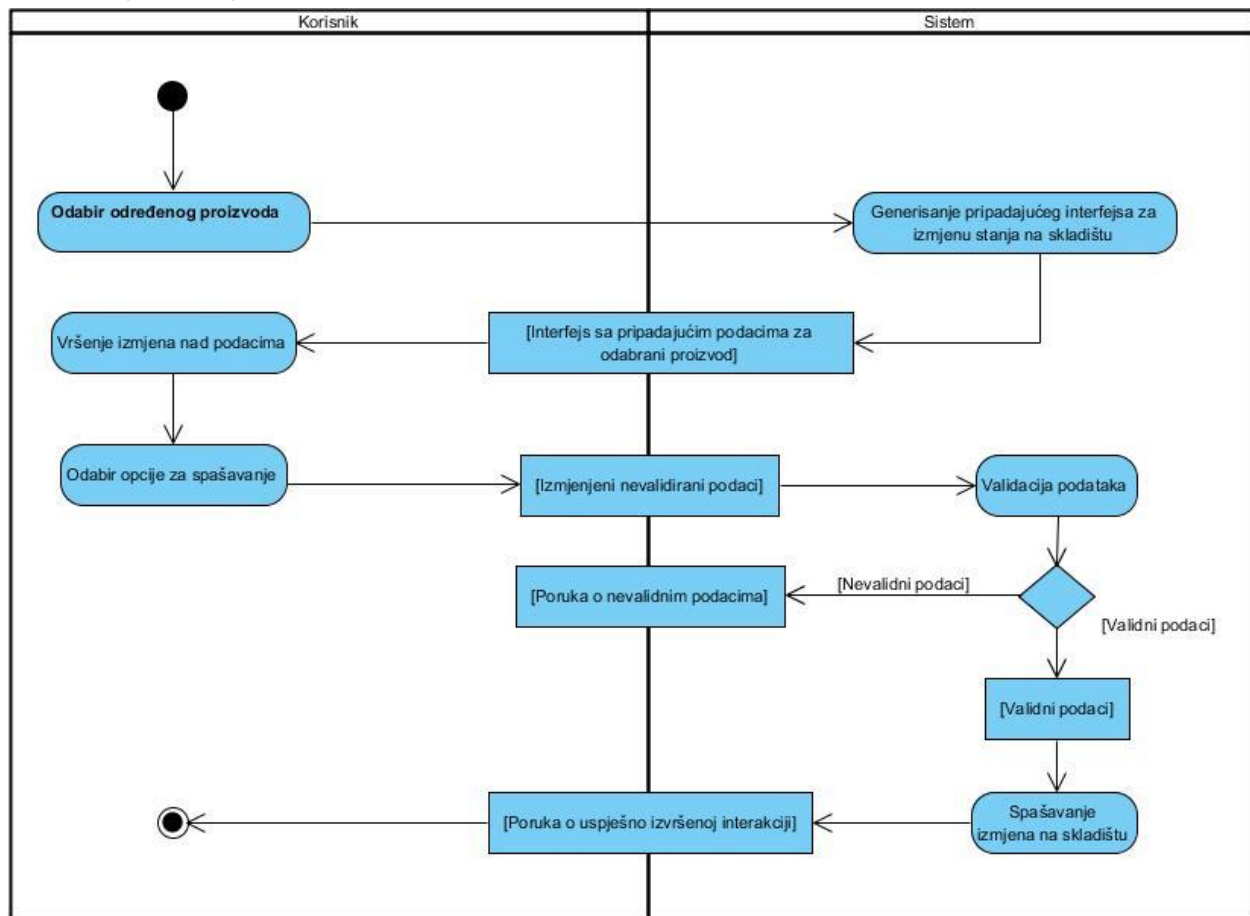 Korisnik
Sistem
Odabir određenog proizvoda
Generisanje pripadajućeg interfejsa za
izmjenu stanja na skladištu
[Interfejs sa pripadajućim podacima za
odabrani proizvod]
Vršenje izmjena nad podacima
Odabir opcije za spašavanje
[Izmjenjeni nevalidirani podaci]
Validacija podataka
[Nevalidni podaci]
[Poruka o nevalidnim podacima]
[Validni podaci]
[Validni podaci]
Spašavanje
izmjena na skladištu
[Poruka o uspješno izvršenoj interakciji]